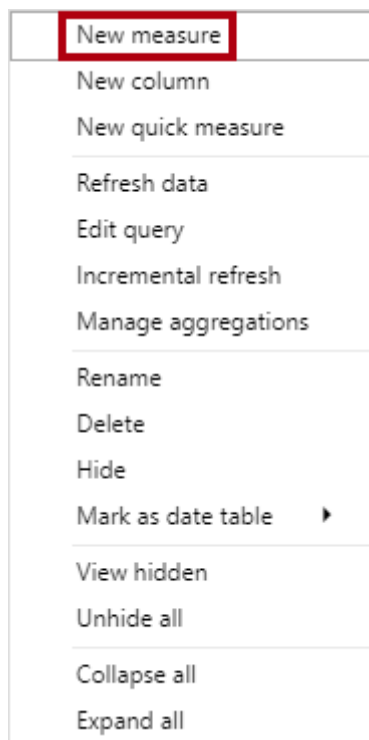 New measure
New column
New quick measure
Refresh data
Edit query
Incremental refresh
Manage aggregations
Rename
Delete
Hide
Mark as date table
View hidden
Unhide all
Collapse all
Expand all